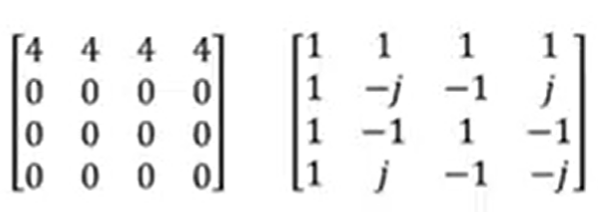 4 4 4 4 1 1 1 1
0 0 0 0 1 -j -1 j
0 0 0 0 1 -1 1 -1
0 0 0 0 1 j -1 -j